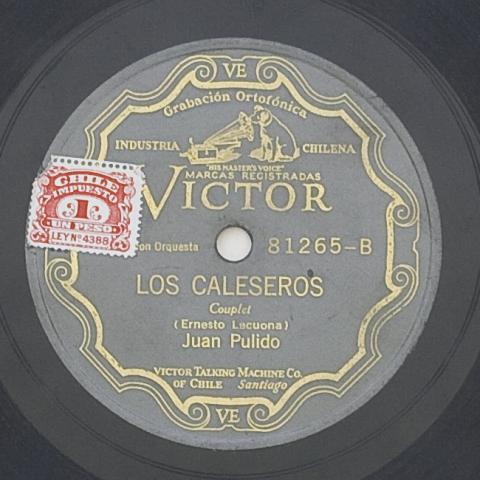 VE
Grabación Ortofónica
INDUSTRIA CHILENA
"HIS MASTER'S VOICE"
MARCAS REGISTRADAS
VICTOR
CHILE
IMPUESTO
1
UN PESO
LEY Nº 4388
con Orquesta 81265-B
LOS CALESEROS
Couplet
(Ernesto Lecuona)
Juan Pulido
VICTOR TALKING MACHINE CO.
OF CHILE Santiago
VE